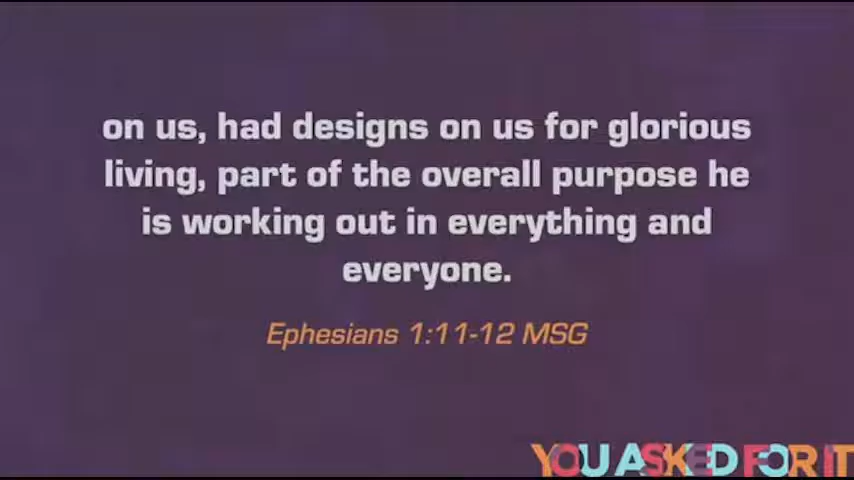 on us, had designs on us for glorious
living, part of the overall purpose he
is working out in everything and
everyone.
Ephesians 1:11-12 MSG
YOU ASKED FOR IT